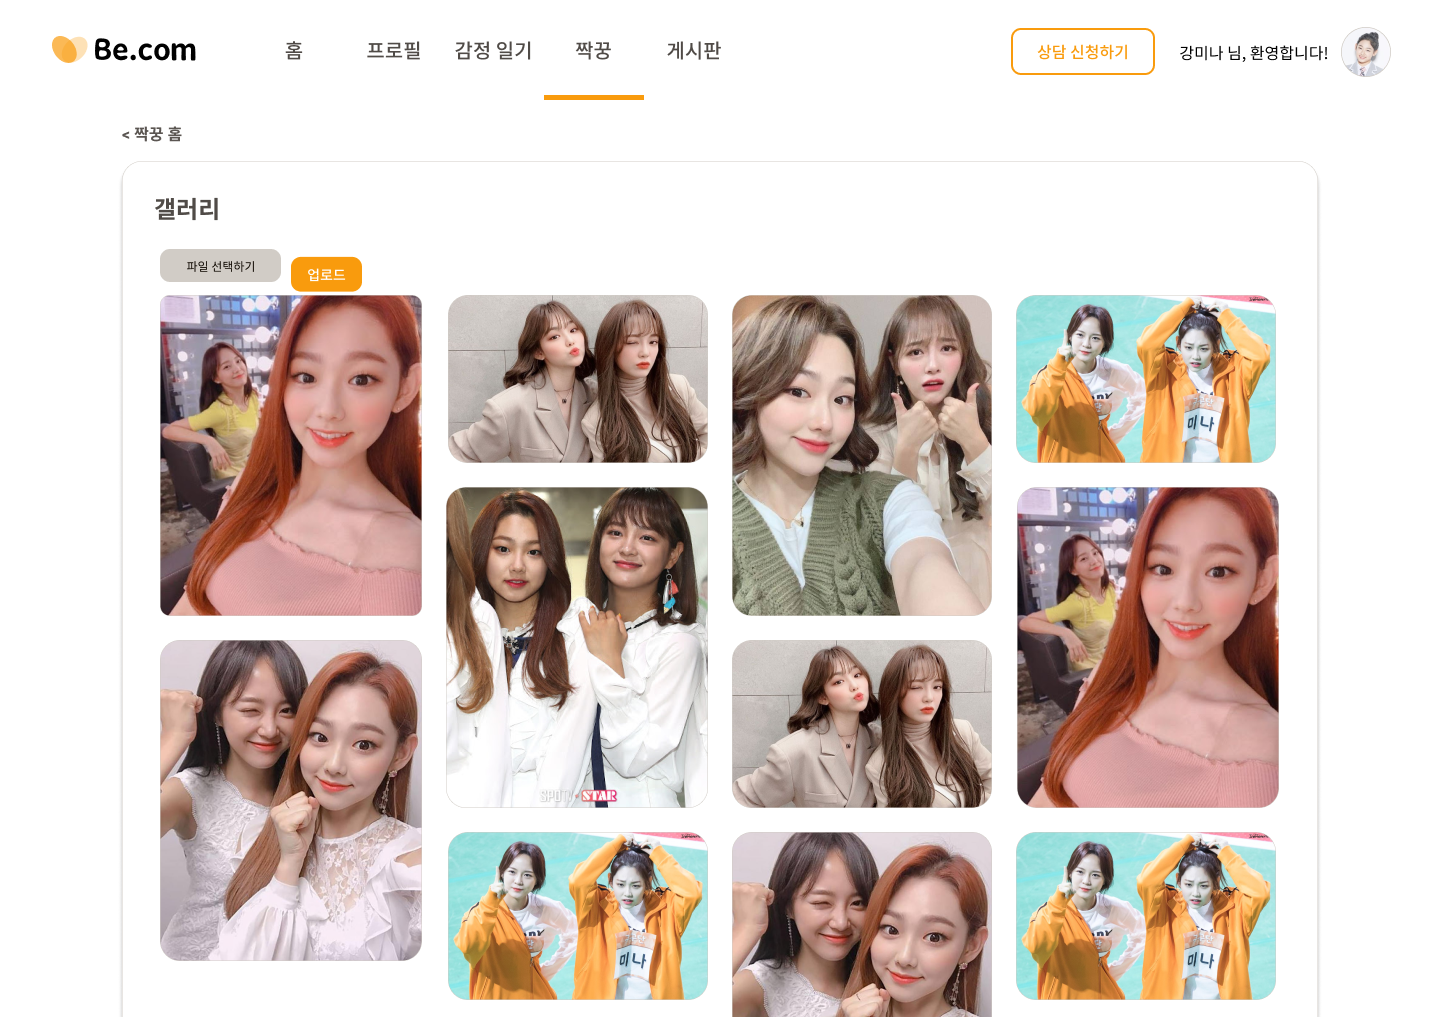 Be.com
홈
프로필
감정 일기
짝꿍
게시판
상담 신청하기
강미나 님, 환영합니다!
< 짝꿍 홈
갤러리
파일 선택하기
업로드
미나
SPOTV STAR
미나
미나